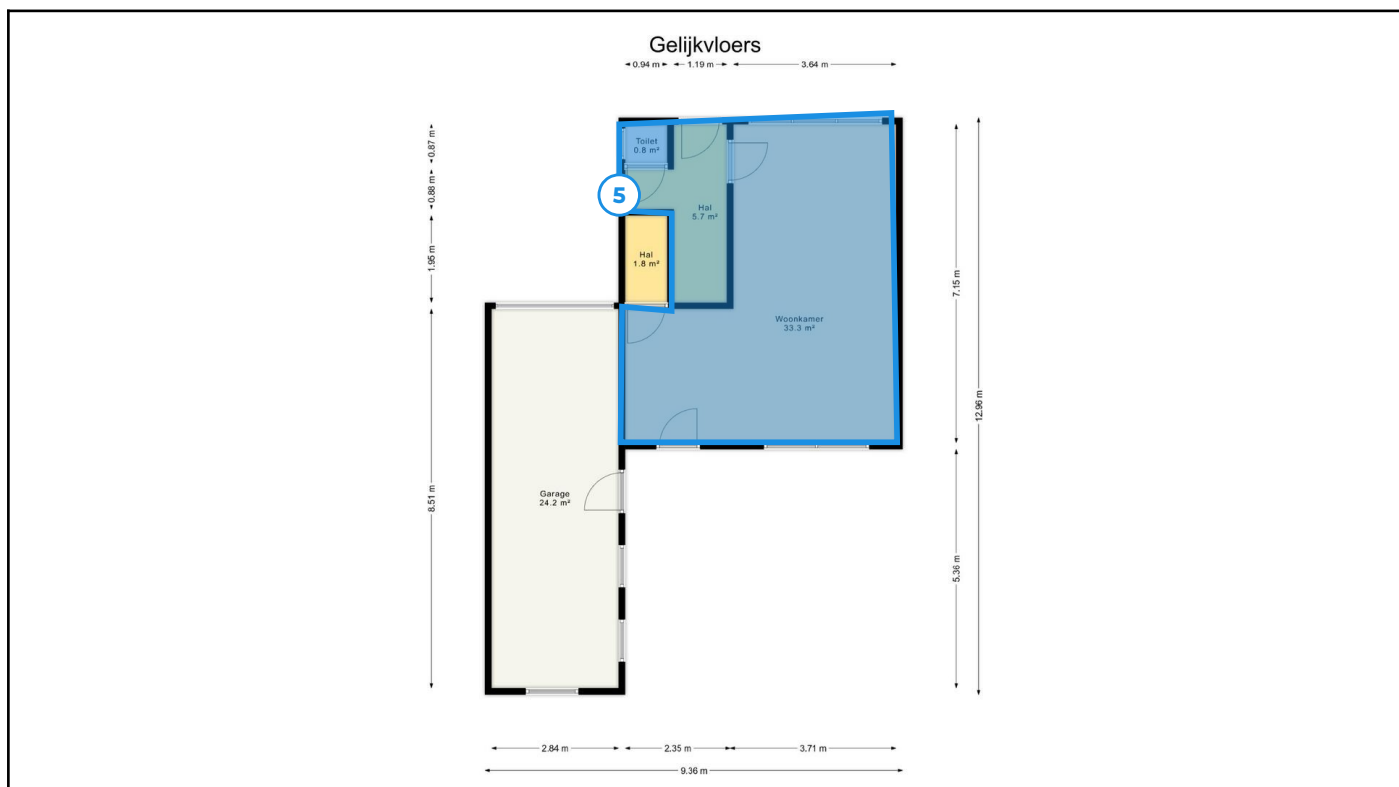 Gelijkvloers
0.94 m
1.19 m
3.64 m
0.87 m
0.88 m
1.95 m
8.51 m
Toilet
0.8 m²
5
Hal
5.7 m²
Hal
1.8 m²
Woonkamer
33.3 m²
Garage
24.2 m²
7.15 m
12.96 m
5.36 m
2.84 m
2.35 m
3.71 m
9.36 m